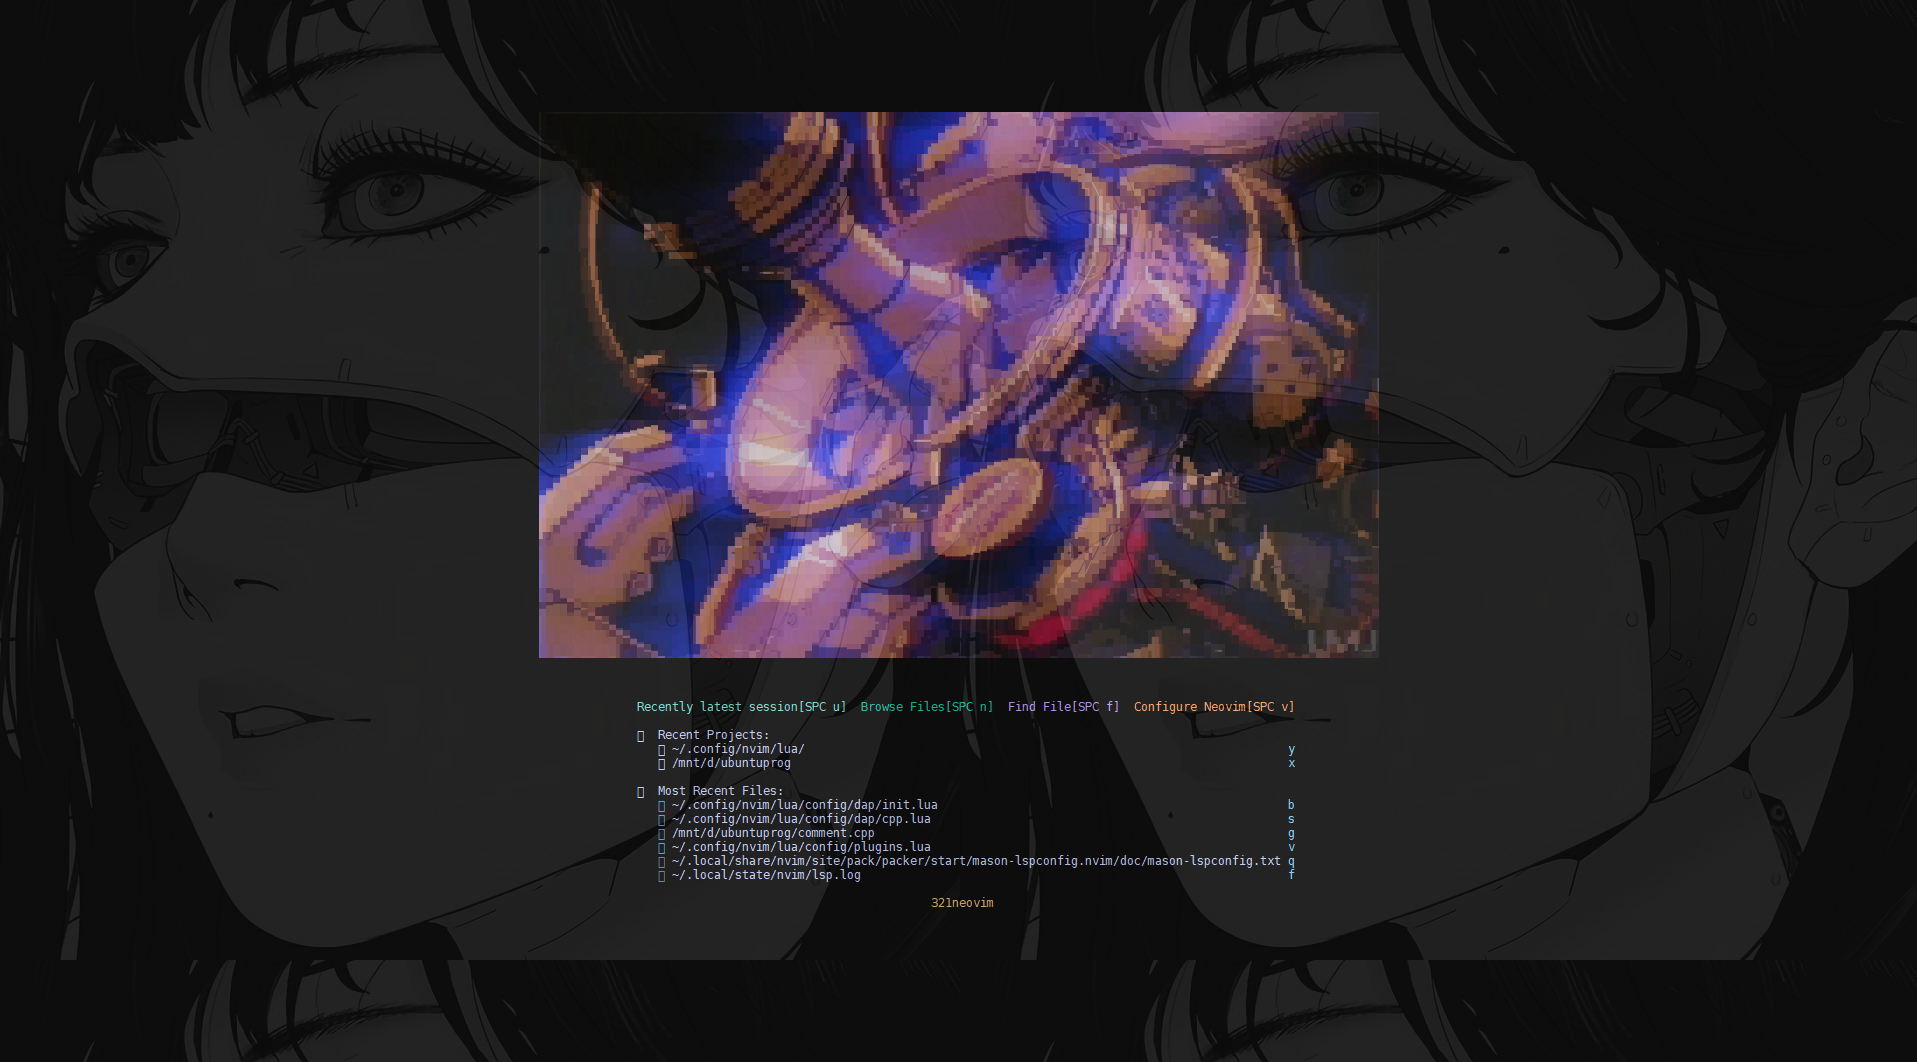 Recently latest session[SPC u]  Browse Files[SPC n]  Find File[SPC f]  Configure Neovim[SPC v]
Recent Projects:
~/.config/nvim/lua/ y
/mnt/d/ubuntuprog x
Most Recent Files:
~/.config/nvim/lua/config/dap/init.lua b
~/.config/nvim/lua/config/dap/cpp.lua s
/mnt/d/ubuntuprog/comment.cpp g
~/.config/nvim/lua/config/plugins.lua v
~/.local/share/nvim/site/pack/packer/start/mason-lspconfig.nvim/doc/mason-lspconfig.txt q
~/.local/state/nvim/lsp.log f
321neovim